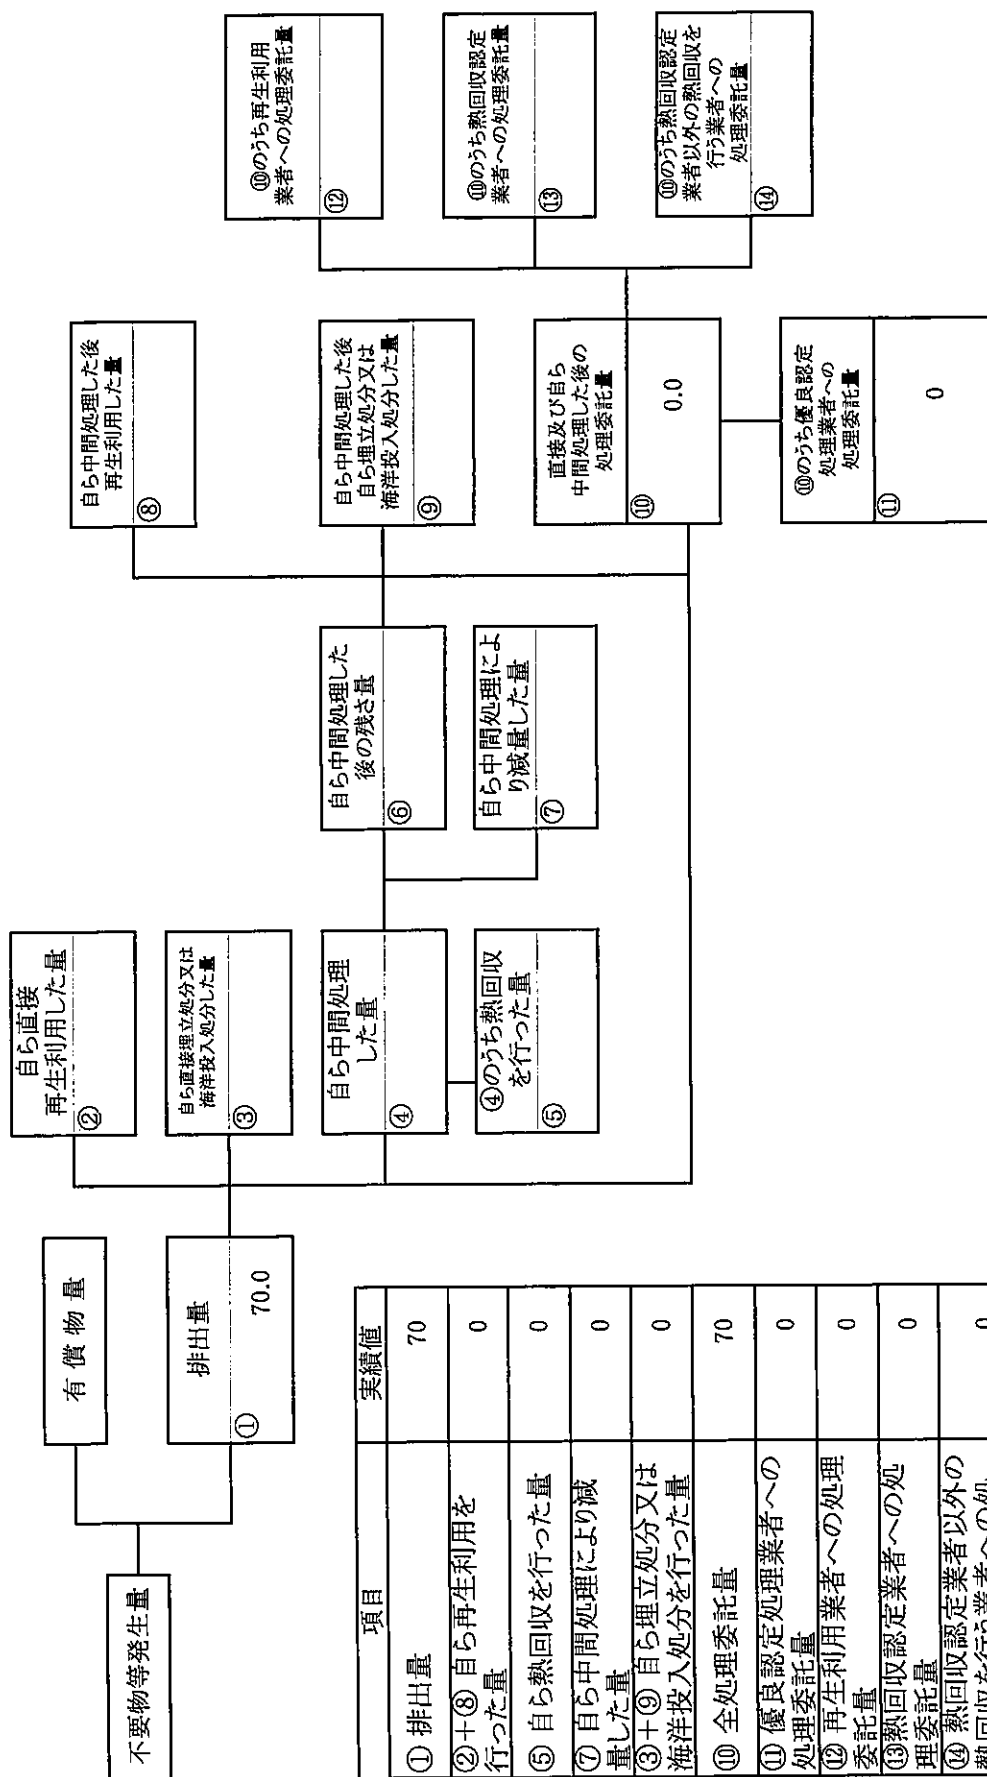 不要物等発生量
有償物量
排出量
①
70.0
自ら直接
再生利用した量
②
自ら直接埋立処分又は
海洋投入処分した量
③
自ら中間処理
した量
④
④のうち熱回収
を行った量
⑤
自ら中間処理した
後の残さ量
⑥
自ら中間処理によ
り減量した量
⑦
自ら中間処理した後
再生利用した量
⑧
自ら中間処理した後
自ら埋立処分又は
海洋投入処分した量
⑨
直接及び自ら
中間処理した後の
処理委託量
⑩
0.0
⑩のうち優良認定
処理業者への
処理委託量
⑪
0
⑩のうち再生利用
業者への処理委託量
⑫
⑩のうち熱回収認定
業者への処理委託量
⑬
⑩のうち熱回収認定
業者以外の熱回収を
行う業者への
処理委託量
⑭
項目 実績値
①排出量 70
②+⑧自ら再生利用を
行った量 0
⑤自ら熱回収を行った量 0
⑦自ら中間処理により減
量した量 0
③+⑨自ら埋立処分又は
海洋投入処分を行った量 0
⑩全処理委託量 70
⑪優良認定処理業者への
処理委託量 0
⑫再生利用業者への処理
委託量 0
⑬熱回収認定業者への処
理委託量 0
⑭熱回収認定業者以外の
熱回収を行う業者への処 0